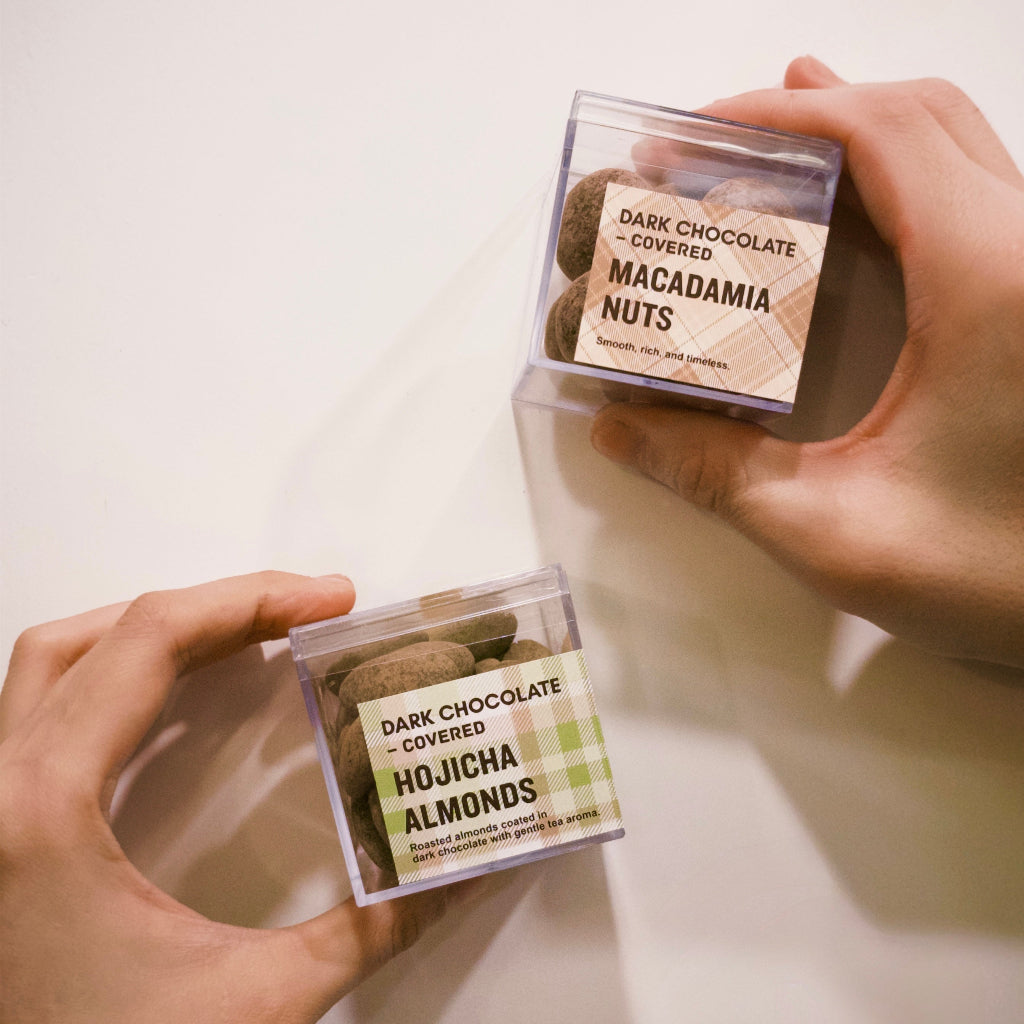 DARK CHOCOLATE
– COVERED
MACADAMIA
NUTS
Smooth, rich, and timeless.
DARK CHOCOLATE
– COVERED
HOJICHA
ALMONDS
Roasted almonds coated in
dark chocolate with gentle tea aroma.